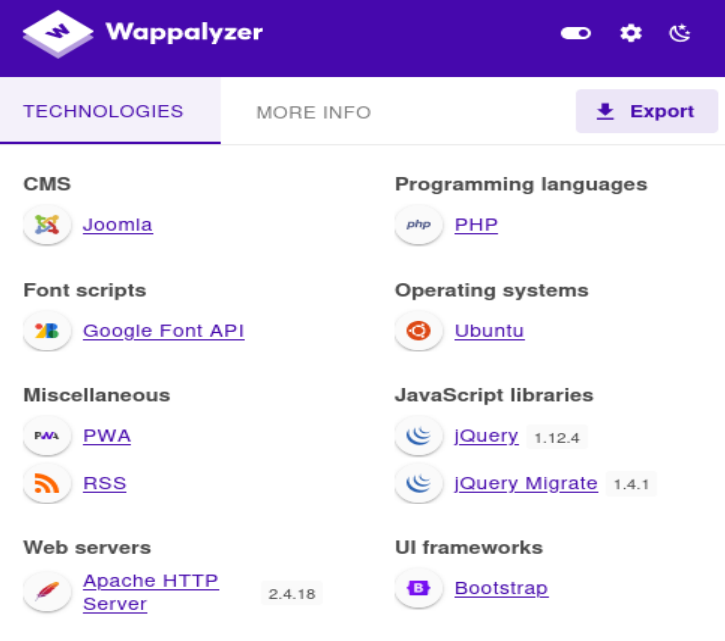 Wappalyzer
TECHNOLOGIES
MORE INFO
Export
CMS
Joomla
Programming languages
php
PHP
Font scripts
Google Font API
Operating systems
Ubuntu
Miscellaneous
PWA
PWA
RSS
JavaScript libraries
jQuery 1.12.4
jQuery Migrate 1.4.1
Web servers
Apache HTTP
Server
2.4.18
UI frameworks
B
Bootstrap